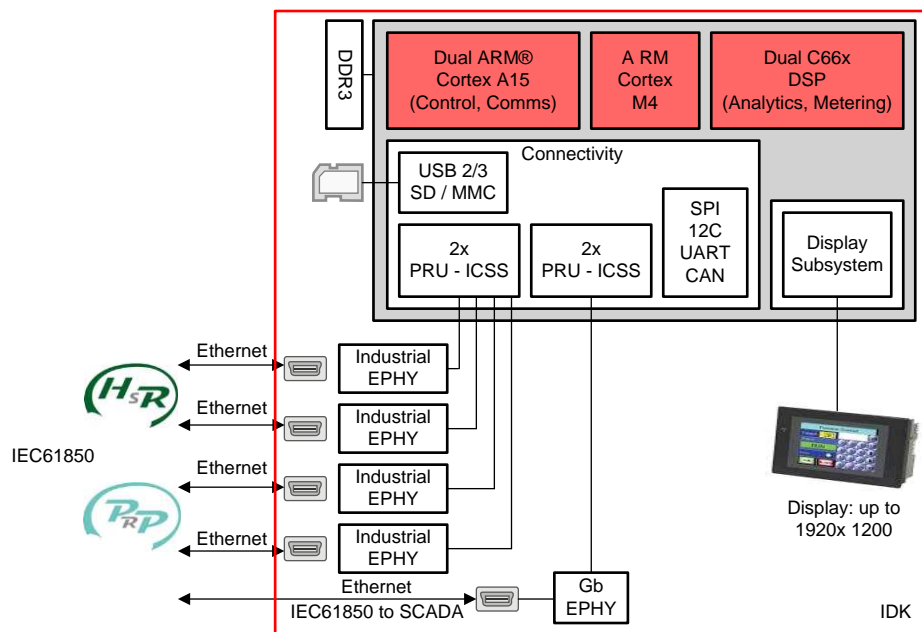 DDR3
Dual ARM®
Cortex A15
(Control, Comms)
A RM
Cortex
M4
Dual C66x
DSP
(Analytics, Metering)
Connectivity
USB 2/3
SD / MMC
2x
PRU - ICSS
2x
PRU - ICSS
SPI
12C
UART
CAN
Display
Subsystem
Ethernet
Industrial
EPHY
HsR
Ethernet
Industrial
EPHY
IEC61850
Ethernet
Industrial
EPHY
PRP
Ethernet
Industrial
EPHY
Display: up to
1920x 1200
Ethernet
IEC61850 to SCADA
Gb
EPHY
IDK